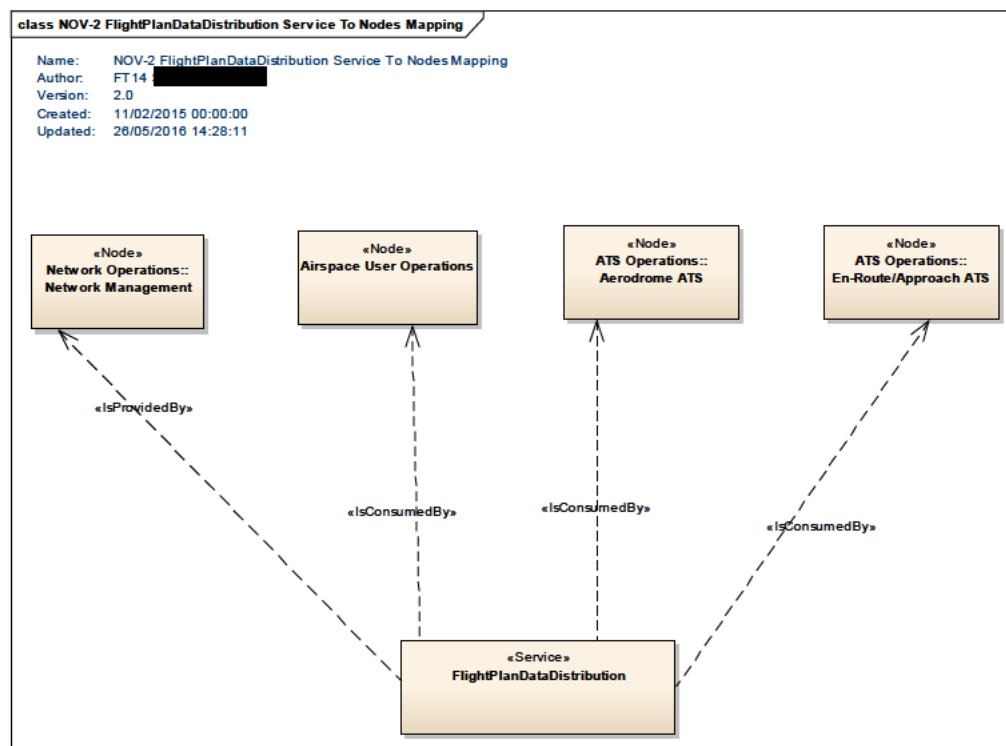 class NOV-2 FlightPlanDataDistribution Service To Nodes Mapping
Name: NOV-2 FlightPlanDataDistribution Service To Nodes Mapping
Author: FT14
Version: 2.0
Created: 11/02/2015 00:00:00
Updated: 26/05/2016 14:28:11
«Node»
Network Operations::
Network Management
«Node»
Airspace User Operations
«Node»
ATS Operations::
Aerodrome ATS
«Node»
ATS Operations::
En-Route/Approach ATS
«IsProvidedBy»
«IsConsumedBy»
«IsConsumedBy»
«IsConsumedBy»
«Service»
FlightPlanDataDistribution